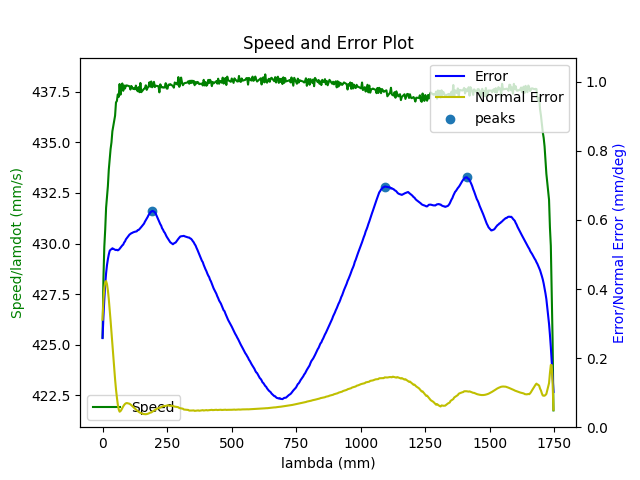 Speed and Error Plot
Error
Normal Error
peaks
Speed
Speed/lamdot (mm/s)
437.5
435.0
432.5
430.0
427.5
425.0
422.5
1.0
0.8
0.6
0.4
0.2
0.0
Error/Normal Error (mm/deg)
0
250
500
750
1000
1250
1500
1750
lambda (mm)